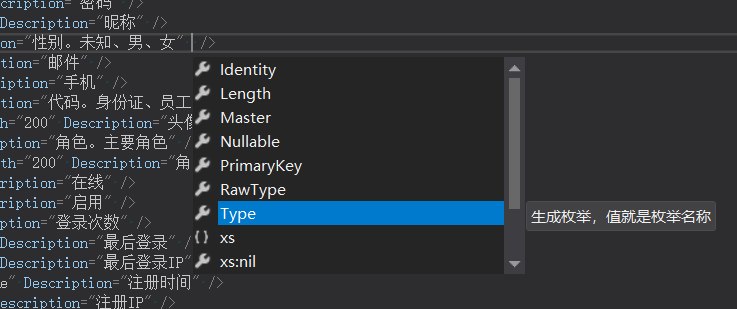 cription="密码" />
Description="昵称" />
on="性别。未知、男、女" />
tion="邮件" />
iption="手机" />
tion="代码。身份证、员工
h="200" Description="头像
ption="角色。主要角色" />
th="200" Description="角
ription="在线" />
ription="启用" />
ption="登录次数" />
Description="最后登录" />
Description="最后登录IP"
e" Description="注册时间" />
escription="注册IP" />
Identity
Length
Master
Nullable
PrimaryKey
RawType
Type
xs
xs:nil
生成枚举，值就是枚举名称